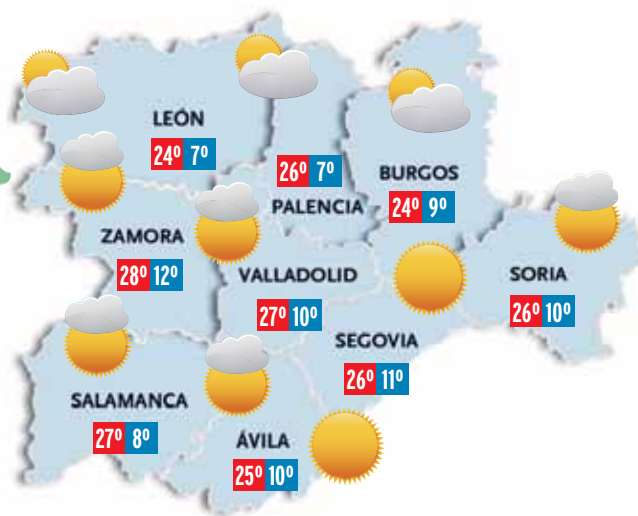 LEÓN
24º 7º
26º 7º
PALENCIA
BURGOS
24º 9º
ZAMORA
28º 12º
VALLADOLID
27º 10º
SORIA
26º 10º
SEGOVIA
26º 11º
SALAMANCA
27º 8º
ÁVILA
25º 10º